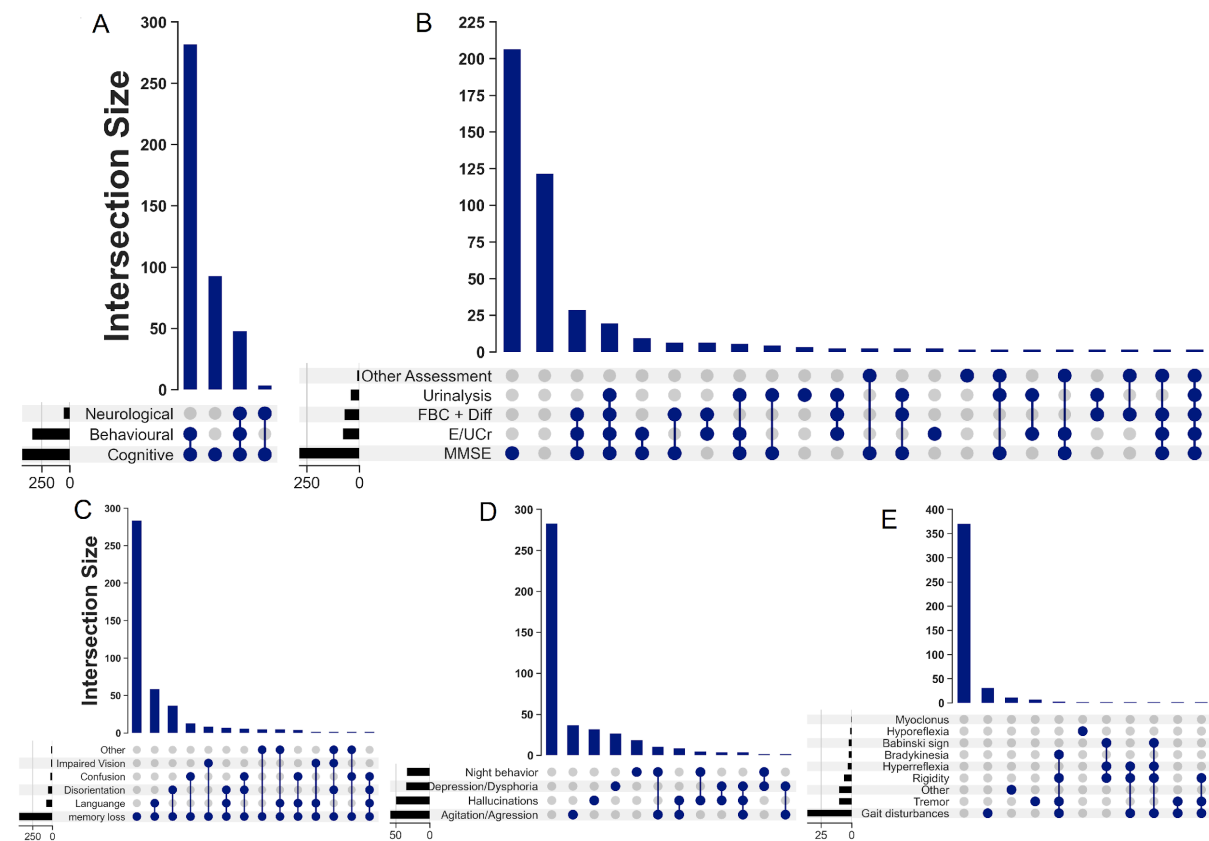 A
Intersection Size
300
250
200
150
100
50
0
Neurological
Behavioural
Cognitive
250 0
B
225
200
175
150
125
100
75
50
25
0
Other Assessment
Urinalysis
FBC + Diff
E/UCr
MMSE
250 0
C
Intersection Size
300
250
200
150
100
50
0
Other
Impaired Vision
Confusion
Disorientation
Languange
memory loss
250 0
D
300
250
200
150
100
50
0
Night behavior
Depression/Dysphoria
Hallucinations
Agitation/Agression
50 0
E
400
350
300
250
200
150
100
50
0
Myoclonus
Hyporeflexia
Babinski sign
Bradykinesia
Hyperreflexia
Rigidity
Other
Tremor
Gait disturbances
25 0